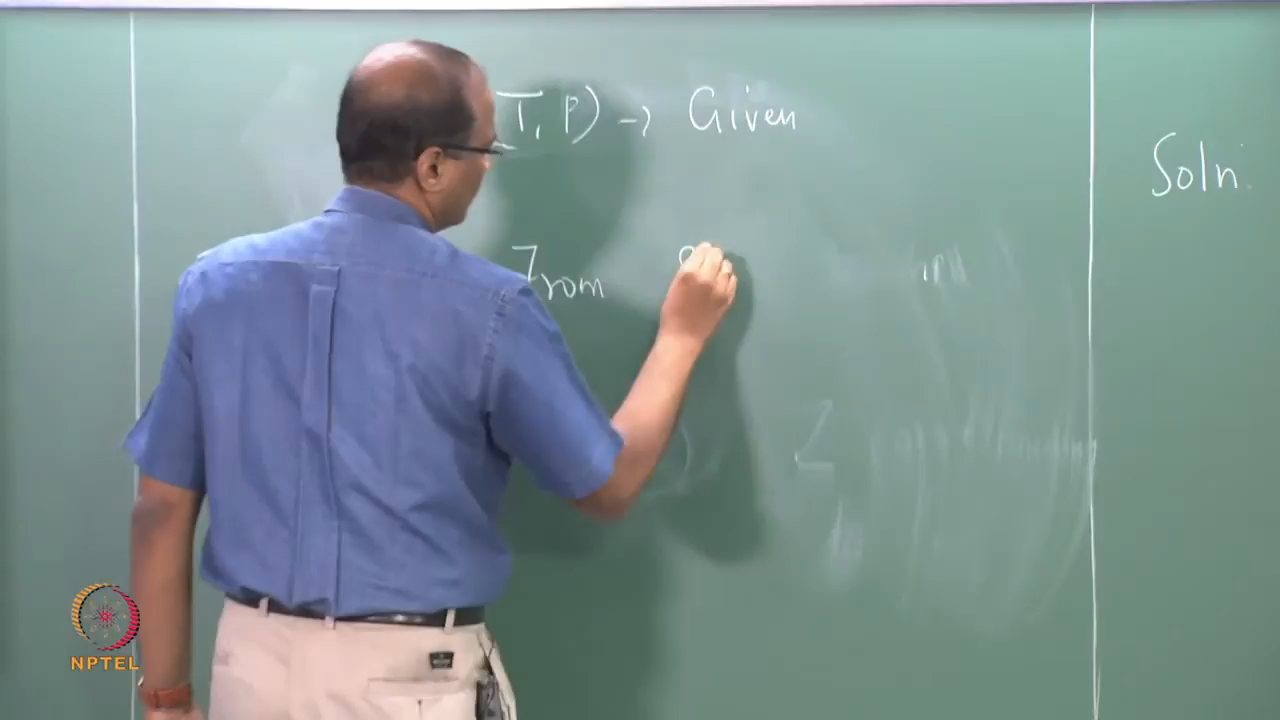 T, P) → Given
Soln.
From
NPTEL